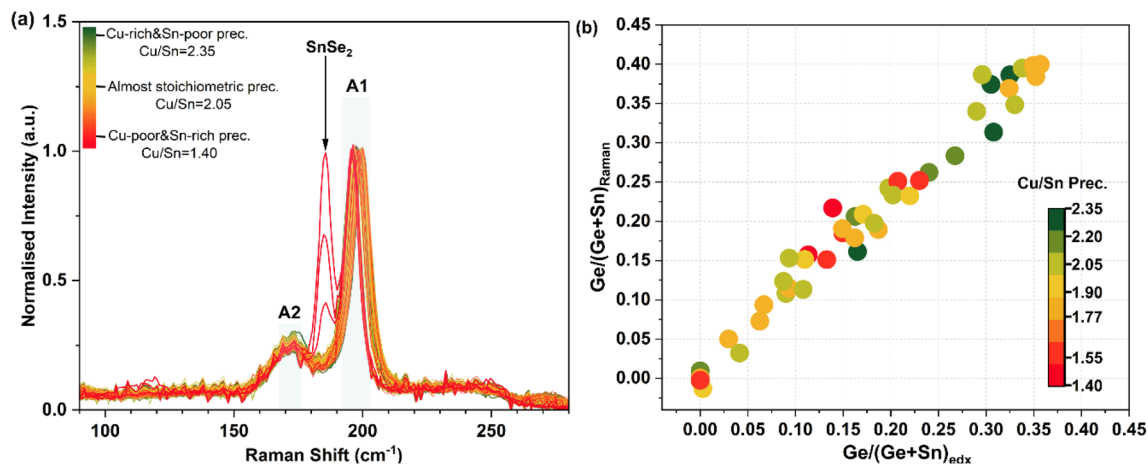 (a)
Cu-rich&Sn-poor prec.
Cu/Sn=2.35
Almost stoichiometric prec.
Cu/Sn=2.05
Cu-poor&Sn-rich prec.
Cu/Sn=1.40
SnSe2
A1
A2
1.5
1.0
0.5
0.0
Normalised Intensity (a.u.)
100
150
200
250
Raman Shift (cm-1)
(b)
0.45
0.40
0.35
0.30
0.25
0.20
0.15
0.10
0.05
0.00
Ge/(Ge+Sn)Raman
Cu/Sn Prec.
2.35
2.20
2.05
1.90
1.77
1.55
1.40
0.00
0.05
0.10
0.15
0.20
0.25
0.30
0.35
0.40
0.45
Ge/(Ge+Sn)edx